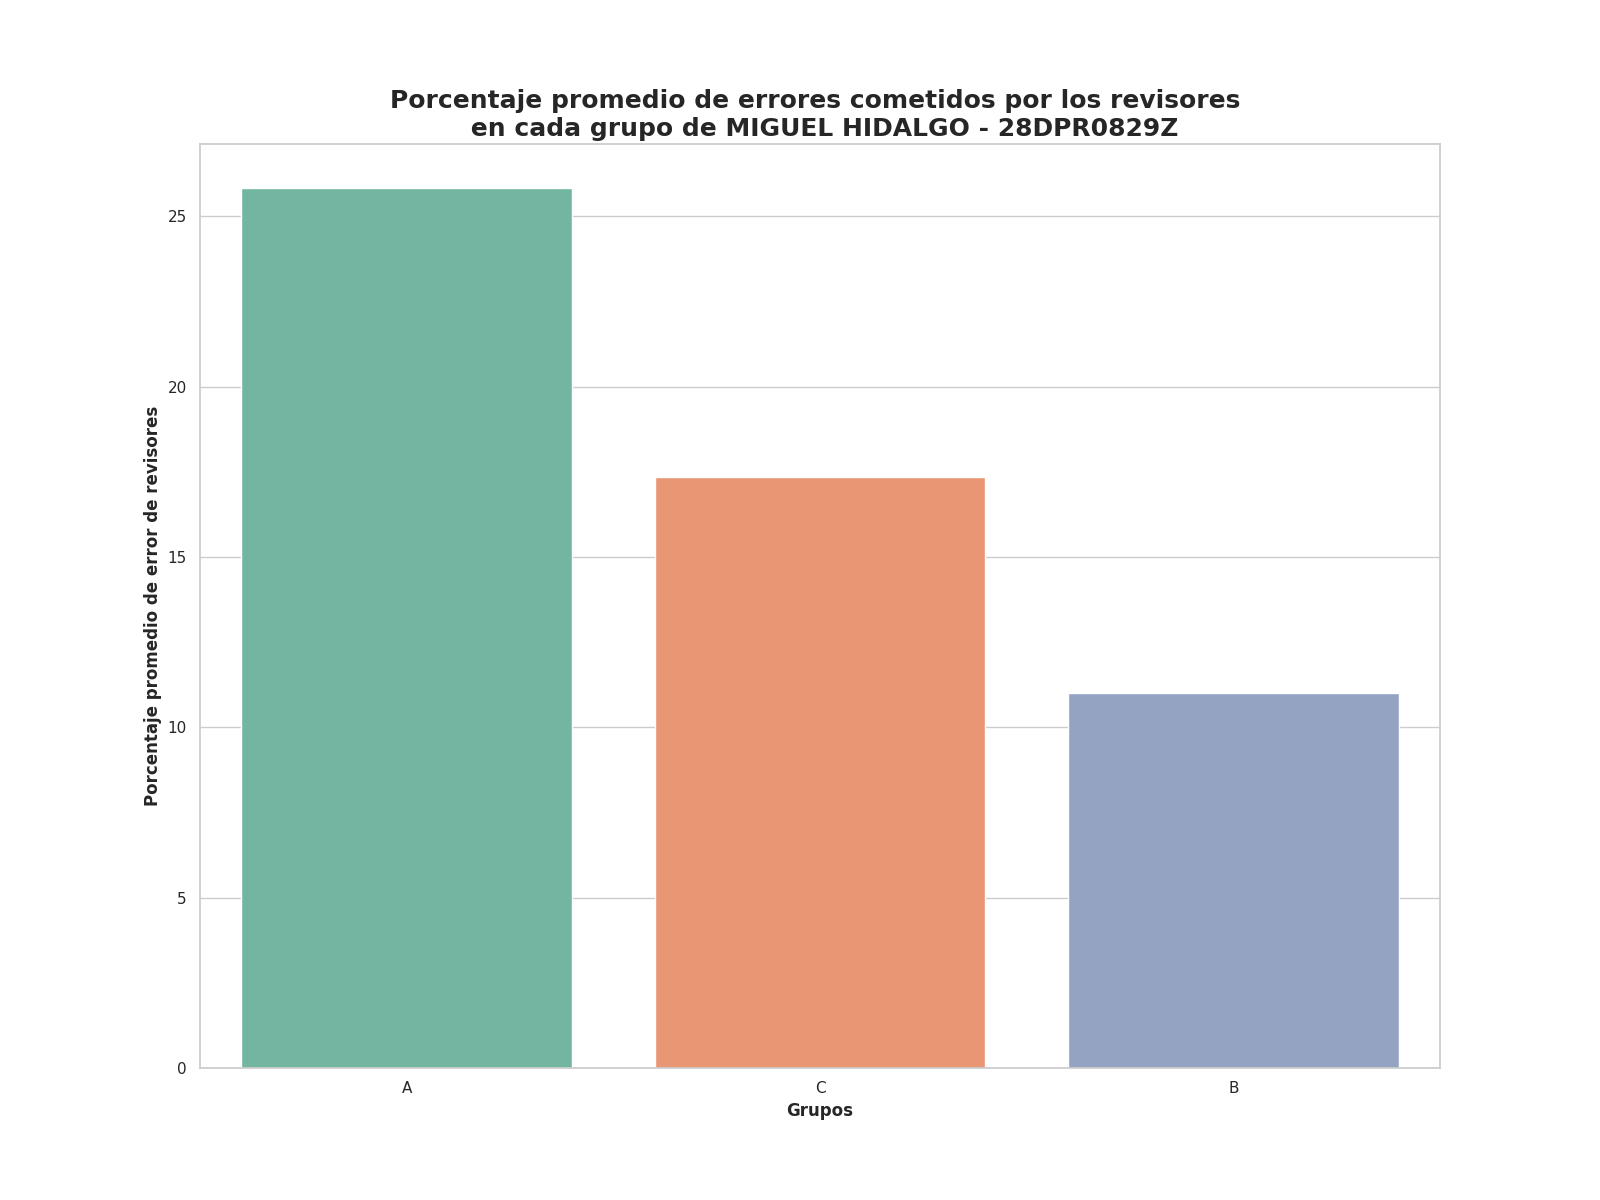 Porcentaje promedio de errores cometidos por los revisores
en cada grupo de MIGUEL HIDALGO - 28DPR0829Z
Porcentaje promedio de error de revisores
25
20
15
10
5
0
A
C
B
Grupos